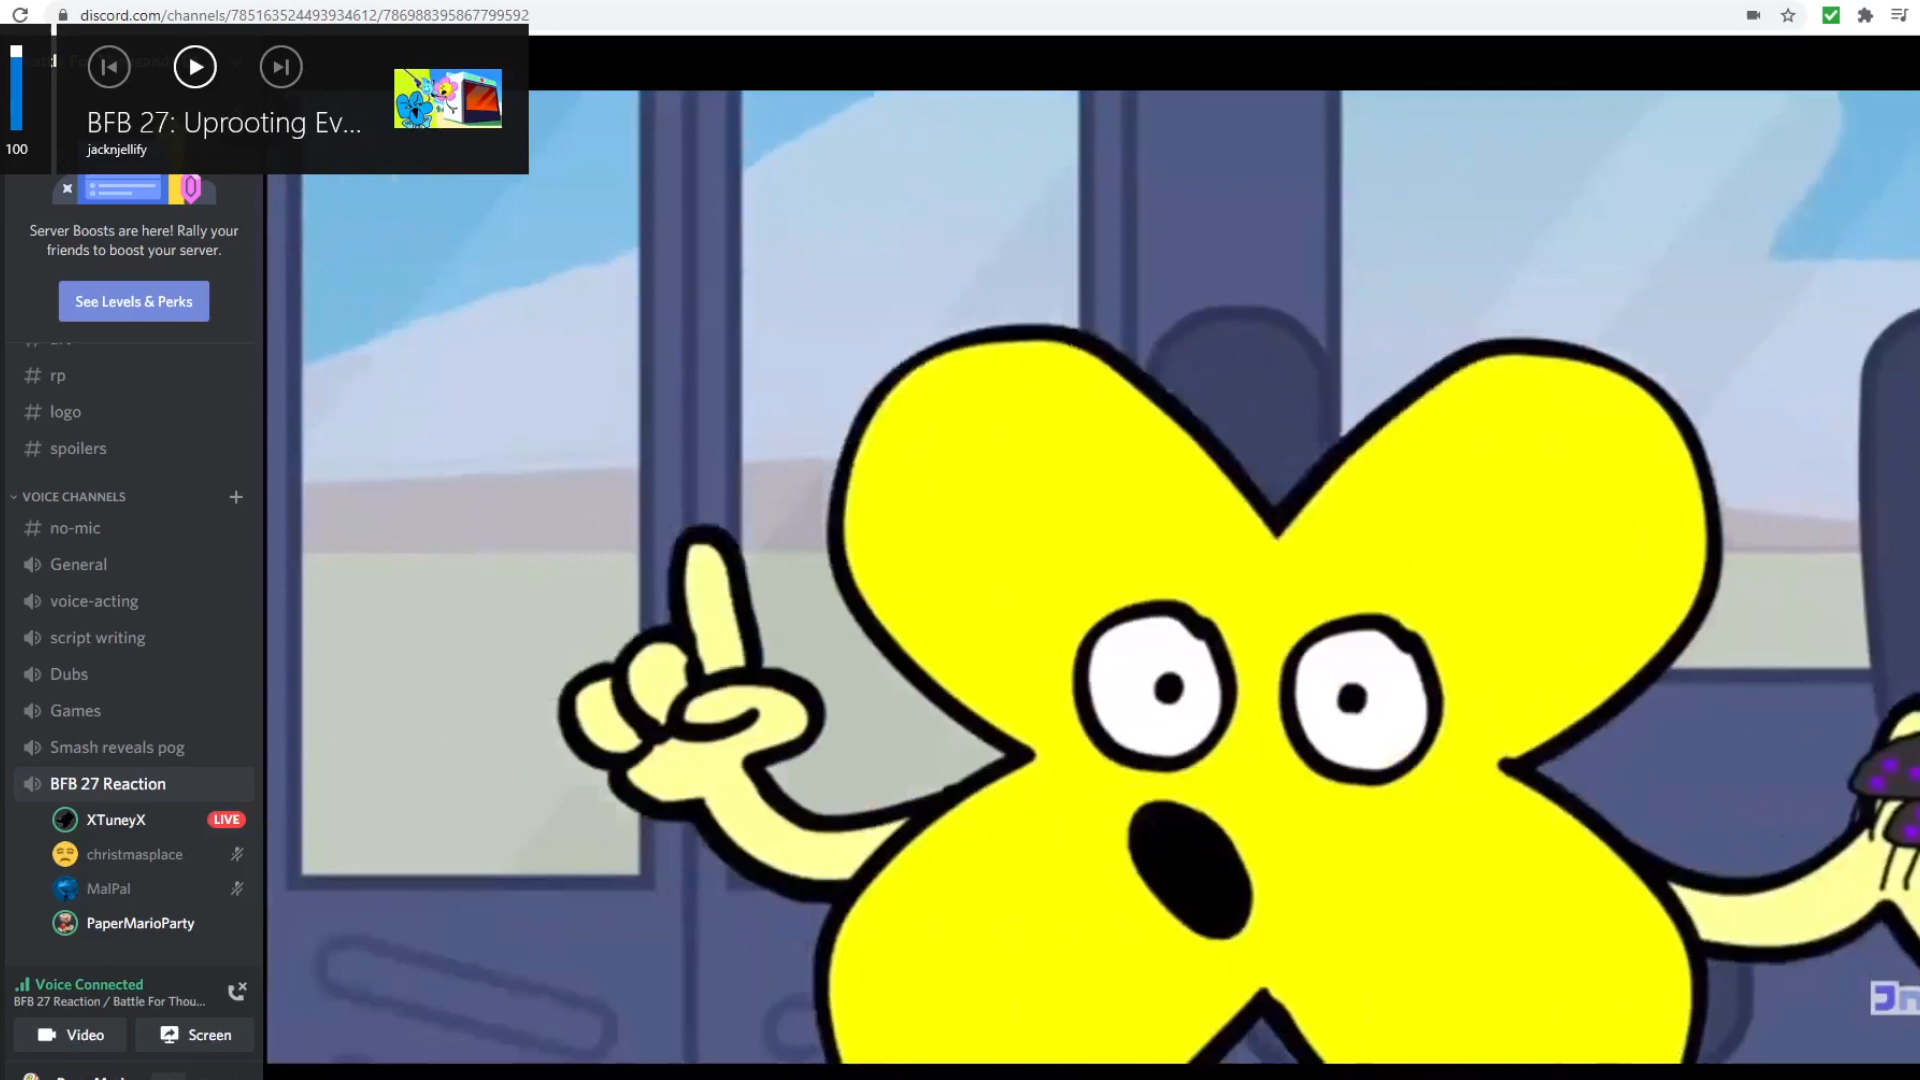 discord.com/channels/785163524493934612/786988395867799592
BFB 27: Uprooting Ev...
jacknjellify
100
Server Boosts are here! Rally your
friends to boost your server.
See Levels & Perks
# rp
# logo
# spoilers
VOICE CHANNELS
# no-mic
General
voice-acting
script writing
Dubs
Games
Smash reveals pog
BFB 27 Reaction
XTuneyX LIVE
christmasplace
MalPal
PaperMarioParty
Voice Connected
BFB 27 Reaction / Battle For Thou...
Video Screen